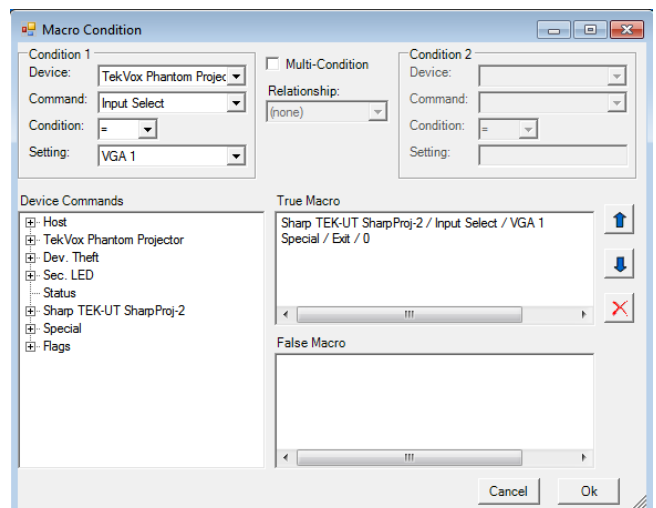 Macro Condition
Condition 1
Device: TekVox Phantom Projec
Command: Input Select
Condition: =
Setting: VGA 1
Multi-Condition
Relationship:
(none)
Condition 2
Device:
Command:
Condition: =
Setting:
Device Commands
Host
TekVox Phantom Projector
Dev. Theft
Sec. LED
Status
Sharp TEK-UT SharpProj-2
Special
Flags
True Macro
Sharp TEK-UT SharpProj-2 / Input Select / VGA 1
Special / Exit / 0
False Macro
Cancel
Ok